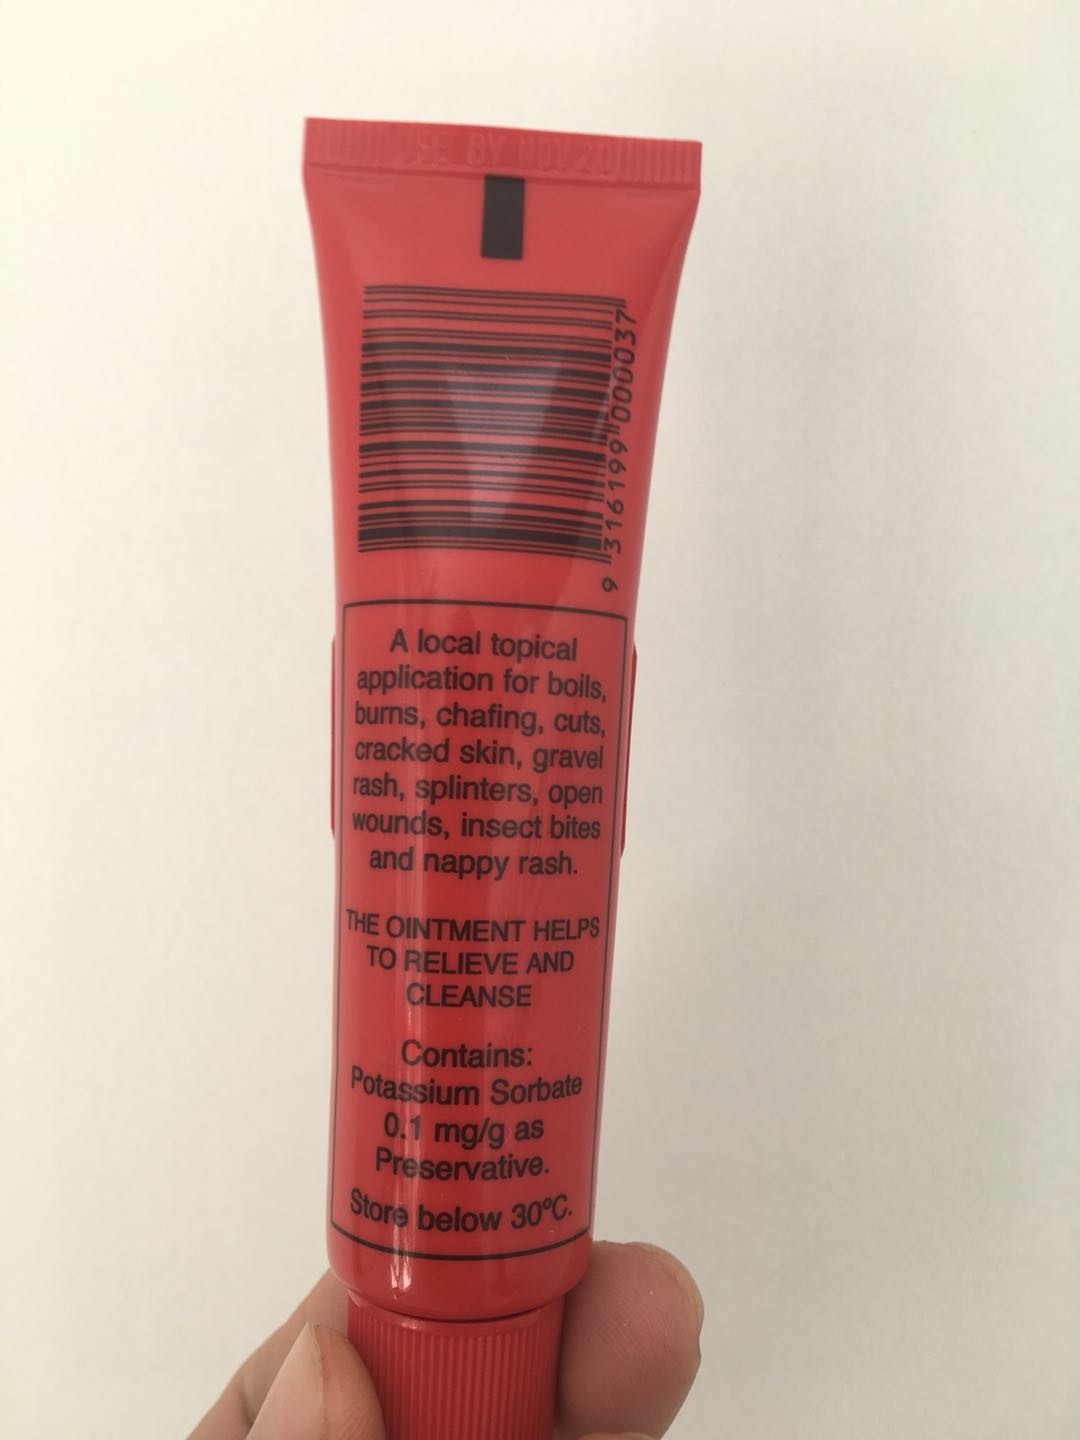 USE BY NOV 20
9 316199 000037
A local topical
application for boils,
burns, chafing, cuts,
cracked skin, gravel
rash, splinters, open
wounds, insect bites
and nappy rash.
THE OINTMENT HELPS
TO RELIEVE AND
CLEANSE
Contains:
Potassium Sorbate
0.1 mg/g as
Preservative.
Store below 30°C.